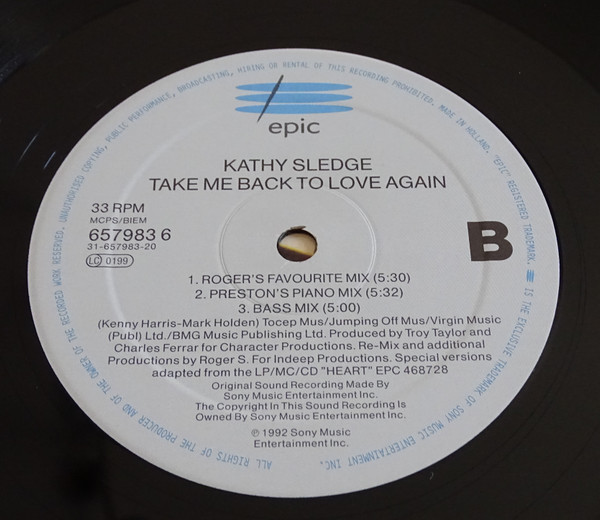 epic
KATHY SLEDGE
TAKE ME BACK TO LOVE AGAIN
33 RPM
MCPS/BIEM
657983 6
31-657983-20
LC 0199
B
1. ROGER'S FAVOURITE MIX (5:30)
2. PRESTON'S PIANO MIX (5:32)
3. BASS MIX (5:00)
(Kenny Harris-Mark Holden) Tocep Mus/Jumping Off Mus/Virgin Music
(Publ) Ltd./BMG Music Publishing Ltd. Produced by Troy Taylor and
Charles Ferrar for Character Productions. Re-Mix and additional
Productions by Roger S. For Indeep Productions. Special versions
adapted from the LP/MC/CD "HEART" EPC 468728
Original Sound Recording Made By
Sony Music Entertainment Inc.
The Copyright In This Sound Recording Is
Owned By Sony Music Entertainment Inc.
℗ 1992 Sony Music
Entertainment Inc.
ALL RIGHTS OF THE PRODUCER AND OF THE OWNER OF THE RECORDED WORK RESERVED. UNAUTHORISED COPYING, PUBLIC PERFORMANCE, BROADCASTING, HIRING OR RENTAL OF THIS RECORDING PROHIBITED. MADE IN HOLLAND. "EPIC" REGISTERED TRADEMARK. IS THE EXCLUSIVE TRADEMARK OF SONY MUSIC ENTERTAINMENT INC.